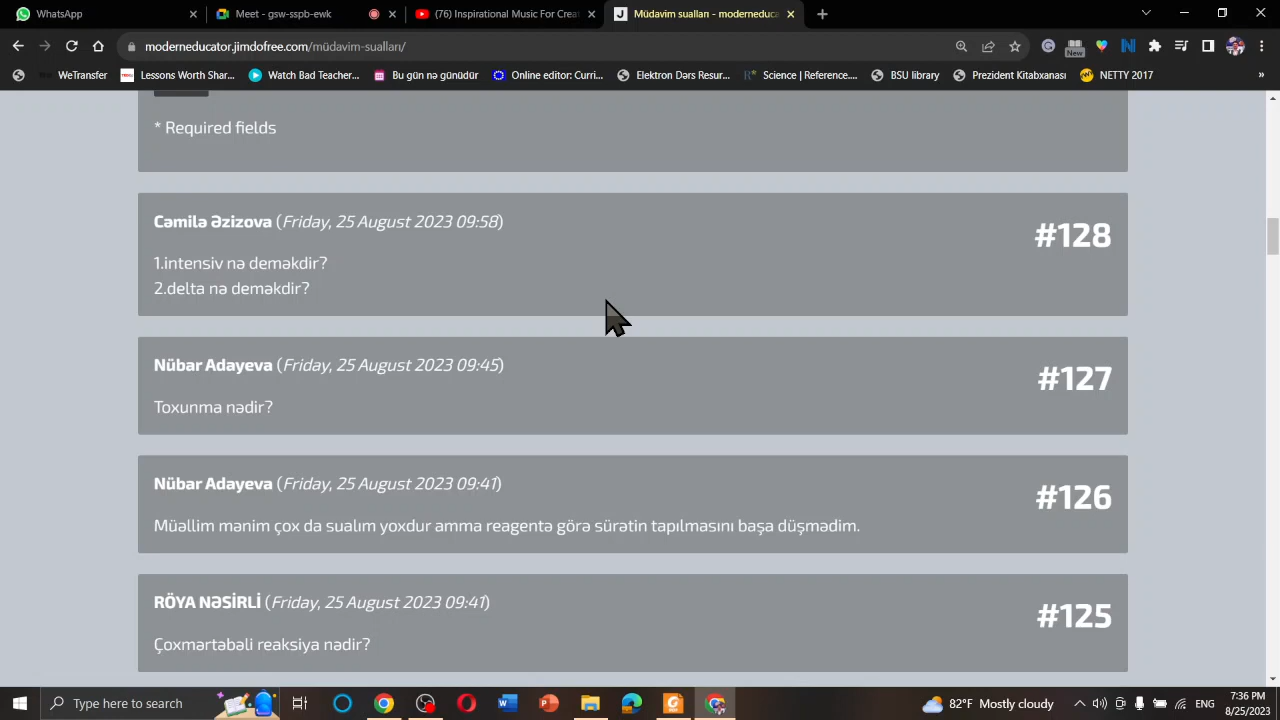 WhatsApp
Meet - gsw-sspb-ewk
(76) Inspirational Music For Creat
Müdavim sualları - moderneduca
moderneducator.jimdofree.com/müdavim-sualları/
New
WeTransfer
Lessons Worth Shar...
Watch Bad Teacher...
Bu gün nə günüdür
Online editor: Curri...
Elektron Dərs Resur...
Science | Reference....
BSU library
Prezident Kitabxanası
NETTY 2017
»
* Required fields
Cəmilə Əzizova (Friday, 25 August 2023 09:58)
#128
1.intensiv nə deməkdir?
2.delta nə deməkdir?
Nübar Adayeva (Friday, 25 August 2023 09:45)
#127
Toxunma nədir?
Nübar Adayeva (Friday, 25 August 2023 09:41)
#126
Müəllim mənim çox da sualım yoxdur amma reagentə görə sürətin tapılmasını başa düşmədim.
RÖYA NƏSİRLİ (Friday, 25 August 2023 09:41)
#125
Çoxmərtəbəli reaksiya nədir?
Type here to search
82°F Mostly cloudy
ENG
7:36 PM
8/25/2023